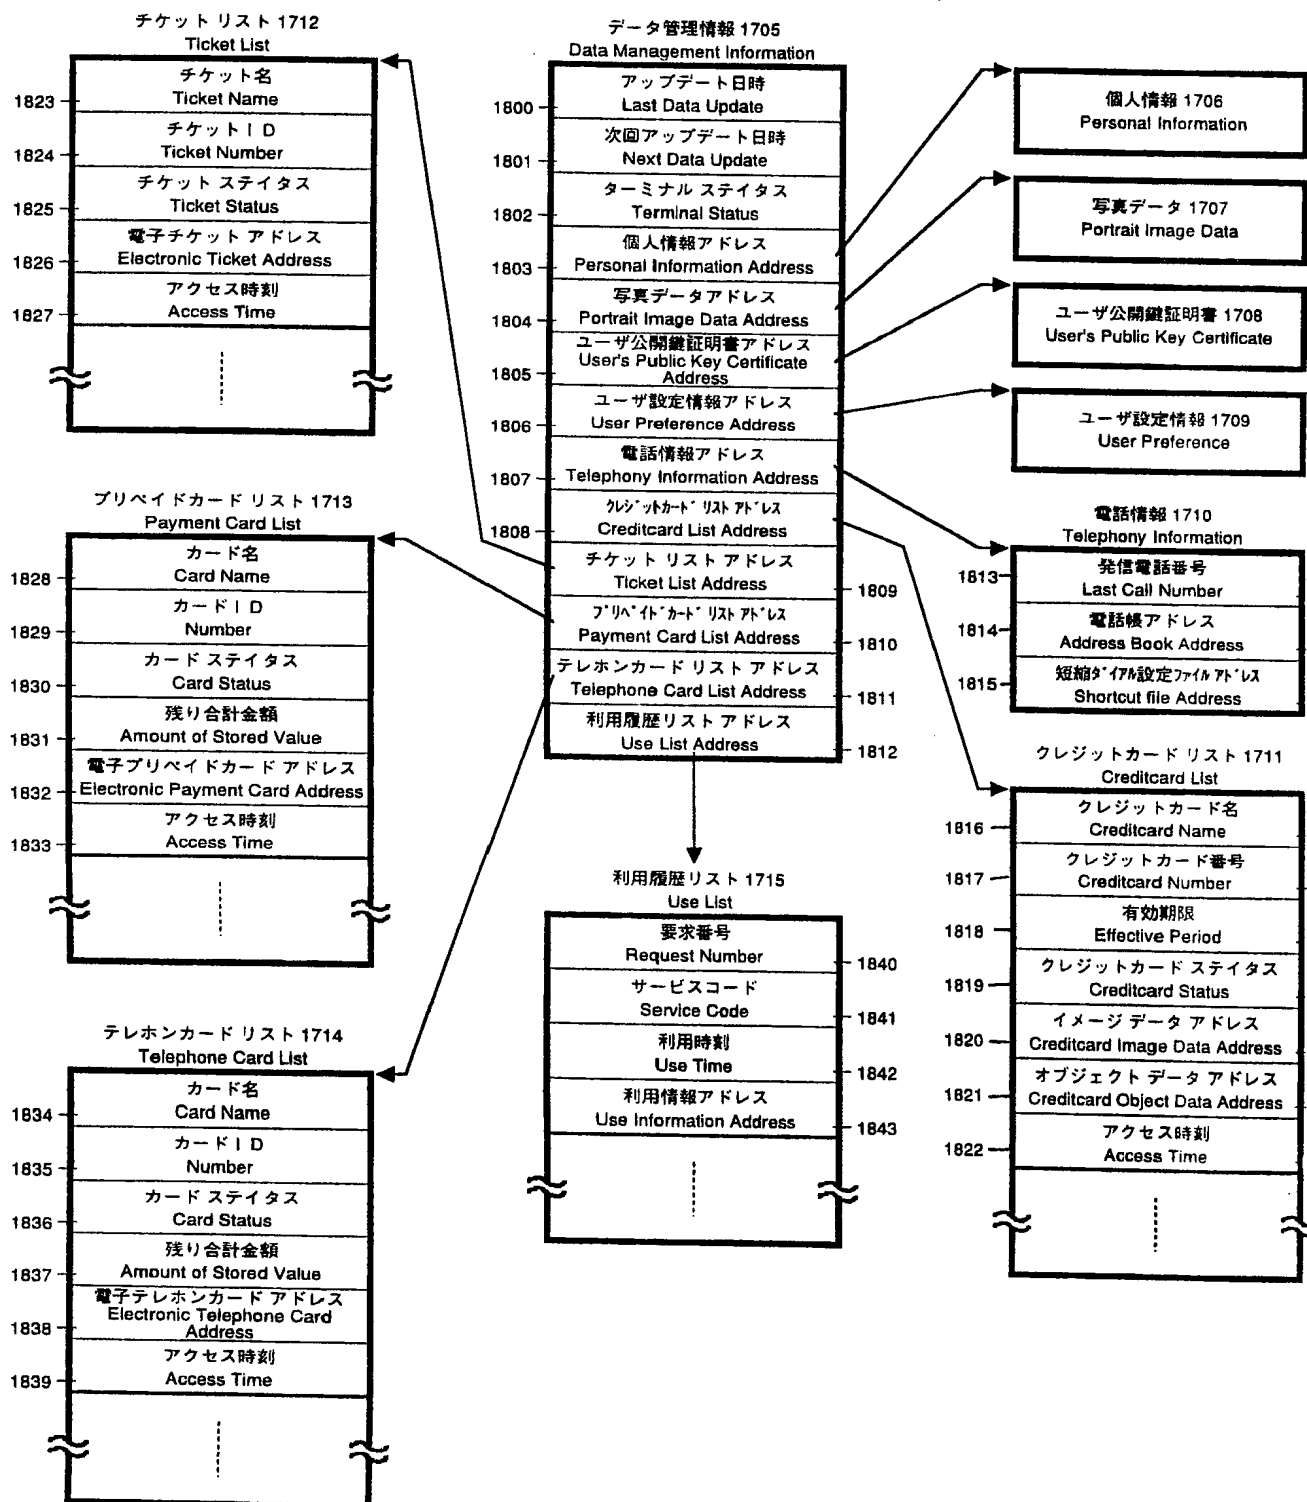 チケット リスト 1712
Ticket List
チケット名
Ticket Name
1823
チケットID
Ticket Number
1824
チケット ステイタス
Ticket Status
1825
電子チケット アドレス
Electronic Ticket Address
1826
アクセス時刻
Access Time
1827
プリペイドカード リスト 1713
Payment Card List
カード名
Card Name
1828
カードID
Number
1829
カード ステイタス
Card Status
1830
残り合計金額
Amount of Stored Value
1831
電子プリペイドカード アドレス
Electronic Payment Card Address
1832
アクセス時刻
Access Time
1833
テレホンカード リスト 1714
Telephone Card List
カード名
Card Name
1834
カードID
Number
1835
カード ステイタス
Card Status
1836
残り合計金額
Amount of Stored Value
1837
電子テレホンカード アドレス
Electronic Telephone Card
Address
1838
アクセス時刻
Access Time
1839
データ管理情報 1705
Data Management Information
アップデート日時
Last Data Update
1800
次回アップデート日時
Next Data Update
1801
ターミナル ステイタス
Terminal Status
1802
個人情報アドレス
Personal Information Address
1803
写真データアドレス
Portrait Image Data Address
1804
ユーザ公開鍵証明書アドレス
User's Public Key Certificate
Address
1805
ユーザ設定情報アドレス
User Preference Address
1806
電話情報アドレス
Telephony Information Address
1807
クレジットカード リスト アドレス
Creditcard List Address
1808
チケット リスト アドレス
Ticket List Address
1809
プリペイドカード リスト アドレス
Payment Card List Address
1810
テレホンカード リスト アドレス
Telephone Card List Address
1811
利用履歴リスト アドレス
Use List Address
1812
利用履歴リスト 1715
Use List
要求番号
Request Number
1840
サービスコード
Service Code
1841
利用時刻
Use Time
1842
利用情報アドレス
Use Information Address
1843
個人情報 1706
Personal Information
写真データ 1707
Portrait Image Data
ユーザ公開鍵証明書 1708
User's Public Key Certificate
ユーザ設定情報 1709
User Preference
電話情報 1710
Telephony Information
発信電話番号
Last Call Number
1813
電話帳アドレス
Address Book Address
1814
短縮ダイアル設定ファイル アドレス
Shortcut file Address
1815
クレジットカード リスト 1711
Creditcard List
クレジットカード名
Creditcard Name
1816
クレジットカード番号
Creditcard Number
1817
有効期限
Effective Period
1818
クレジットカード ステイタス
Creditcard Status
1819
イメージ データ アドレス
Creditcard Image Data Address
1820
オブジェクト データ アドレス
Creditcard Object Data Address
1821
アクセス時刻
Access Time
1822